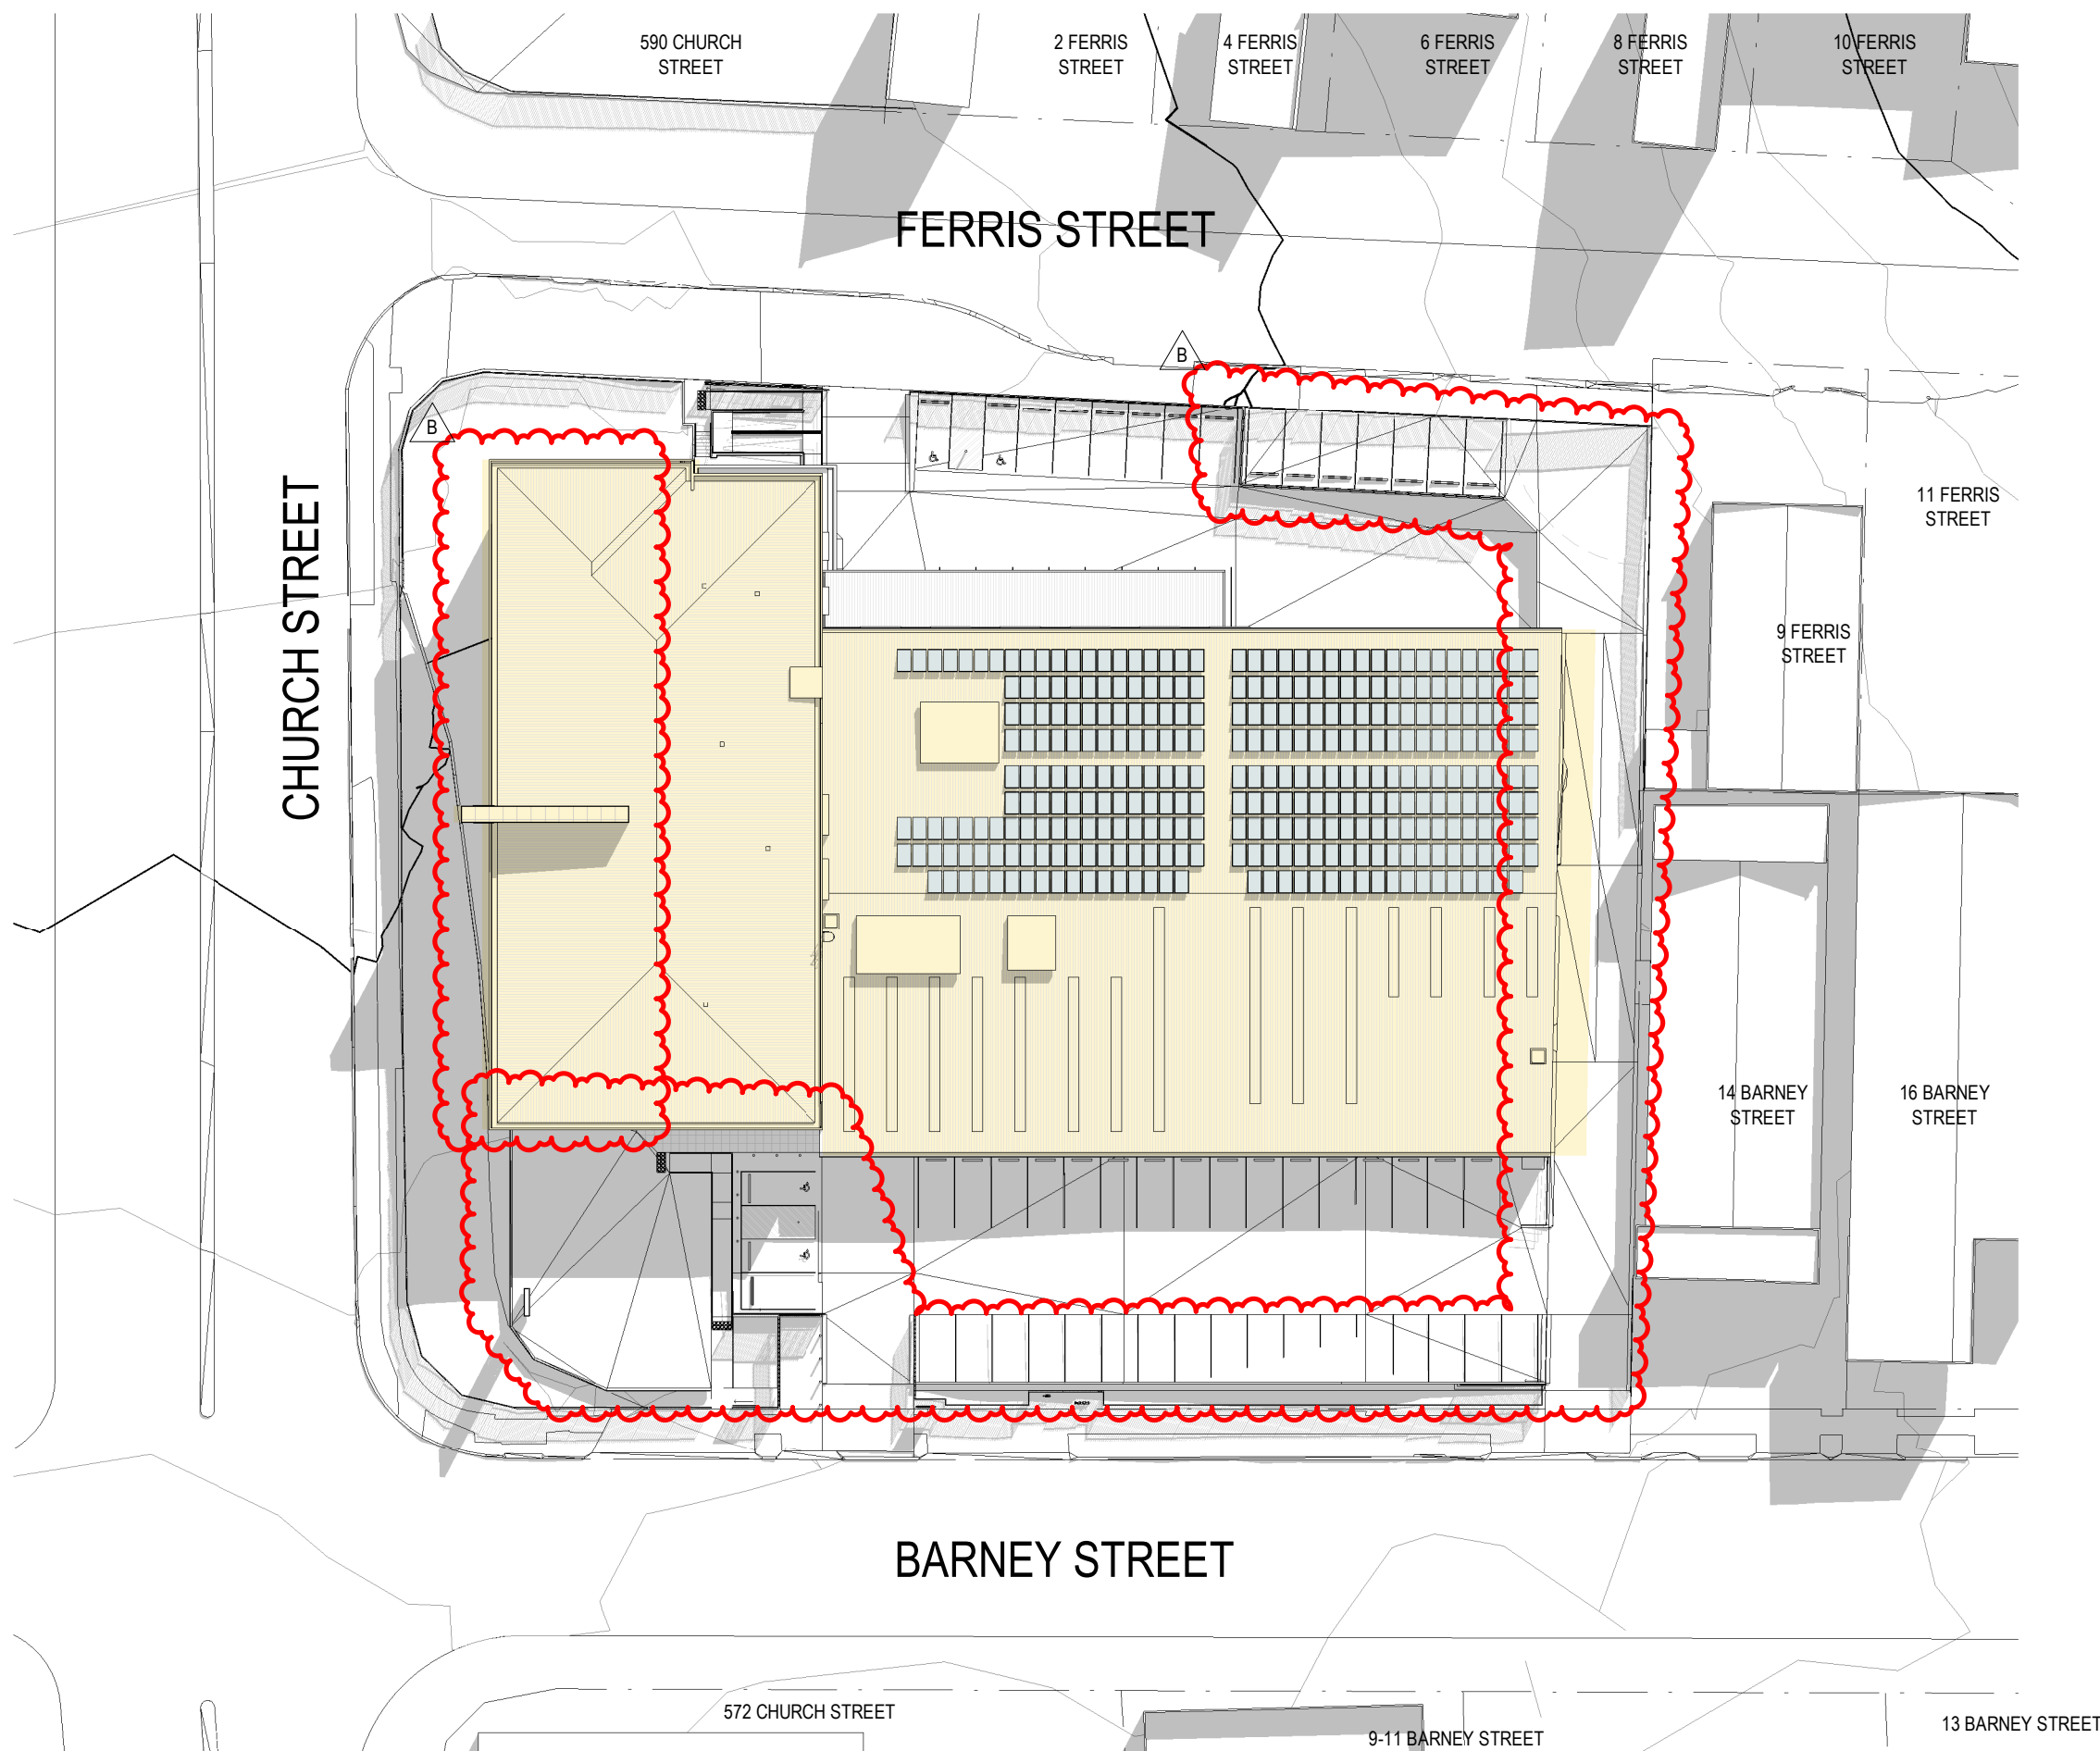 590 CHURCH
STREET
2 FERRIS
STREET
4 FERRIS
STREET
6 FERRIS
STREET
8 FERRIS
STREET
10 FERRIS
STREET
FERRIS STREET
B
B
CHURCH STREET
11 FERRIS
STREET
9 FERRIS
STREET
14 BARNEY
STREET
16 BARNEY
STREET
BARNEY STREET
572 CHURCH STREET
9-11 BARNEY STREET
13 BARNEY STREET